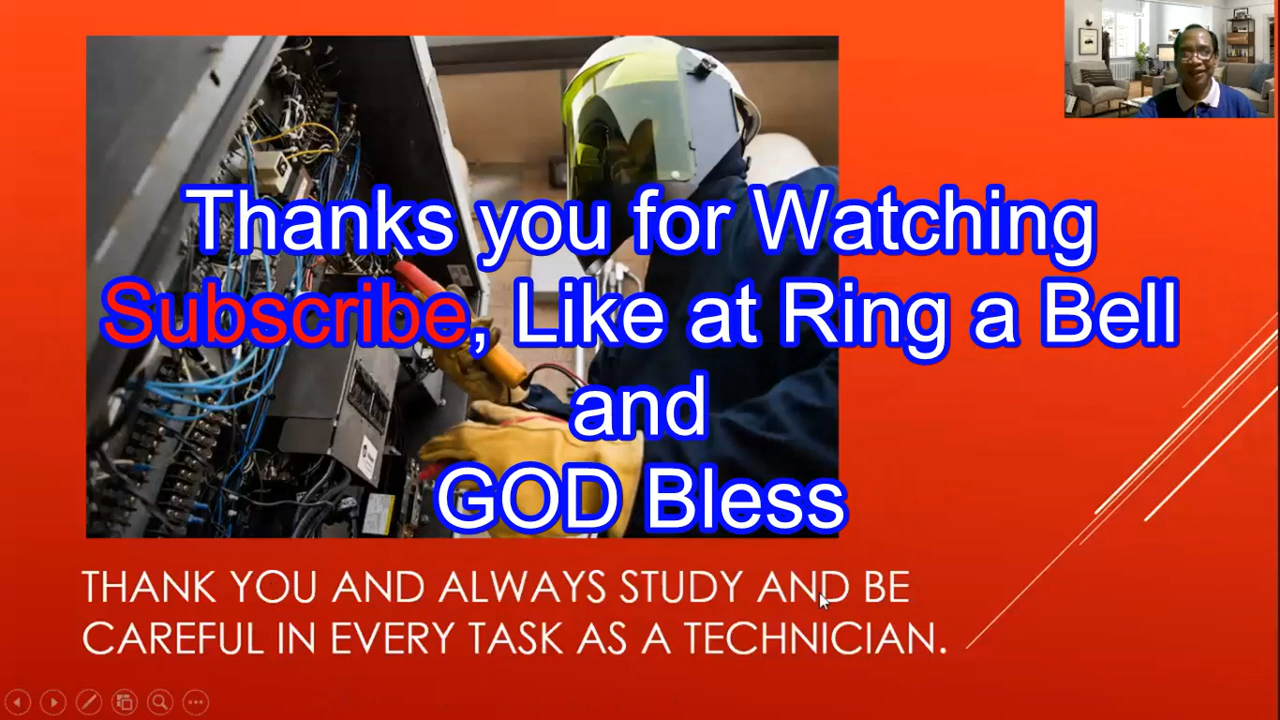 Thanks you for Watching
Subscribe, Like at Ring a Bell
and
GOD Bless
THANK YOU AND ALWAYS STUDY AND BE
CAREFUL IN EVERY TASK AS A TECHNICIAN.